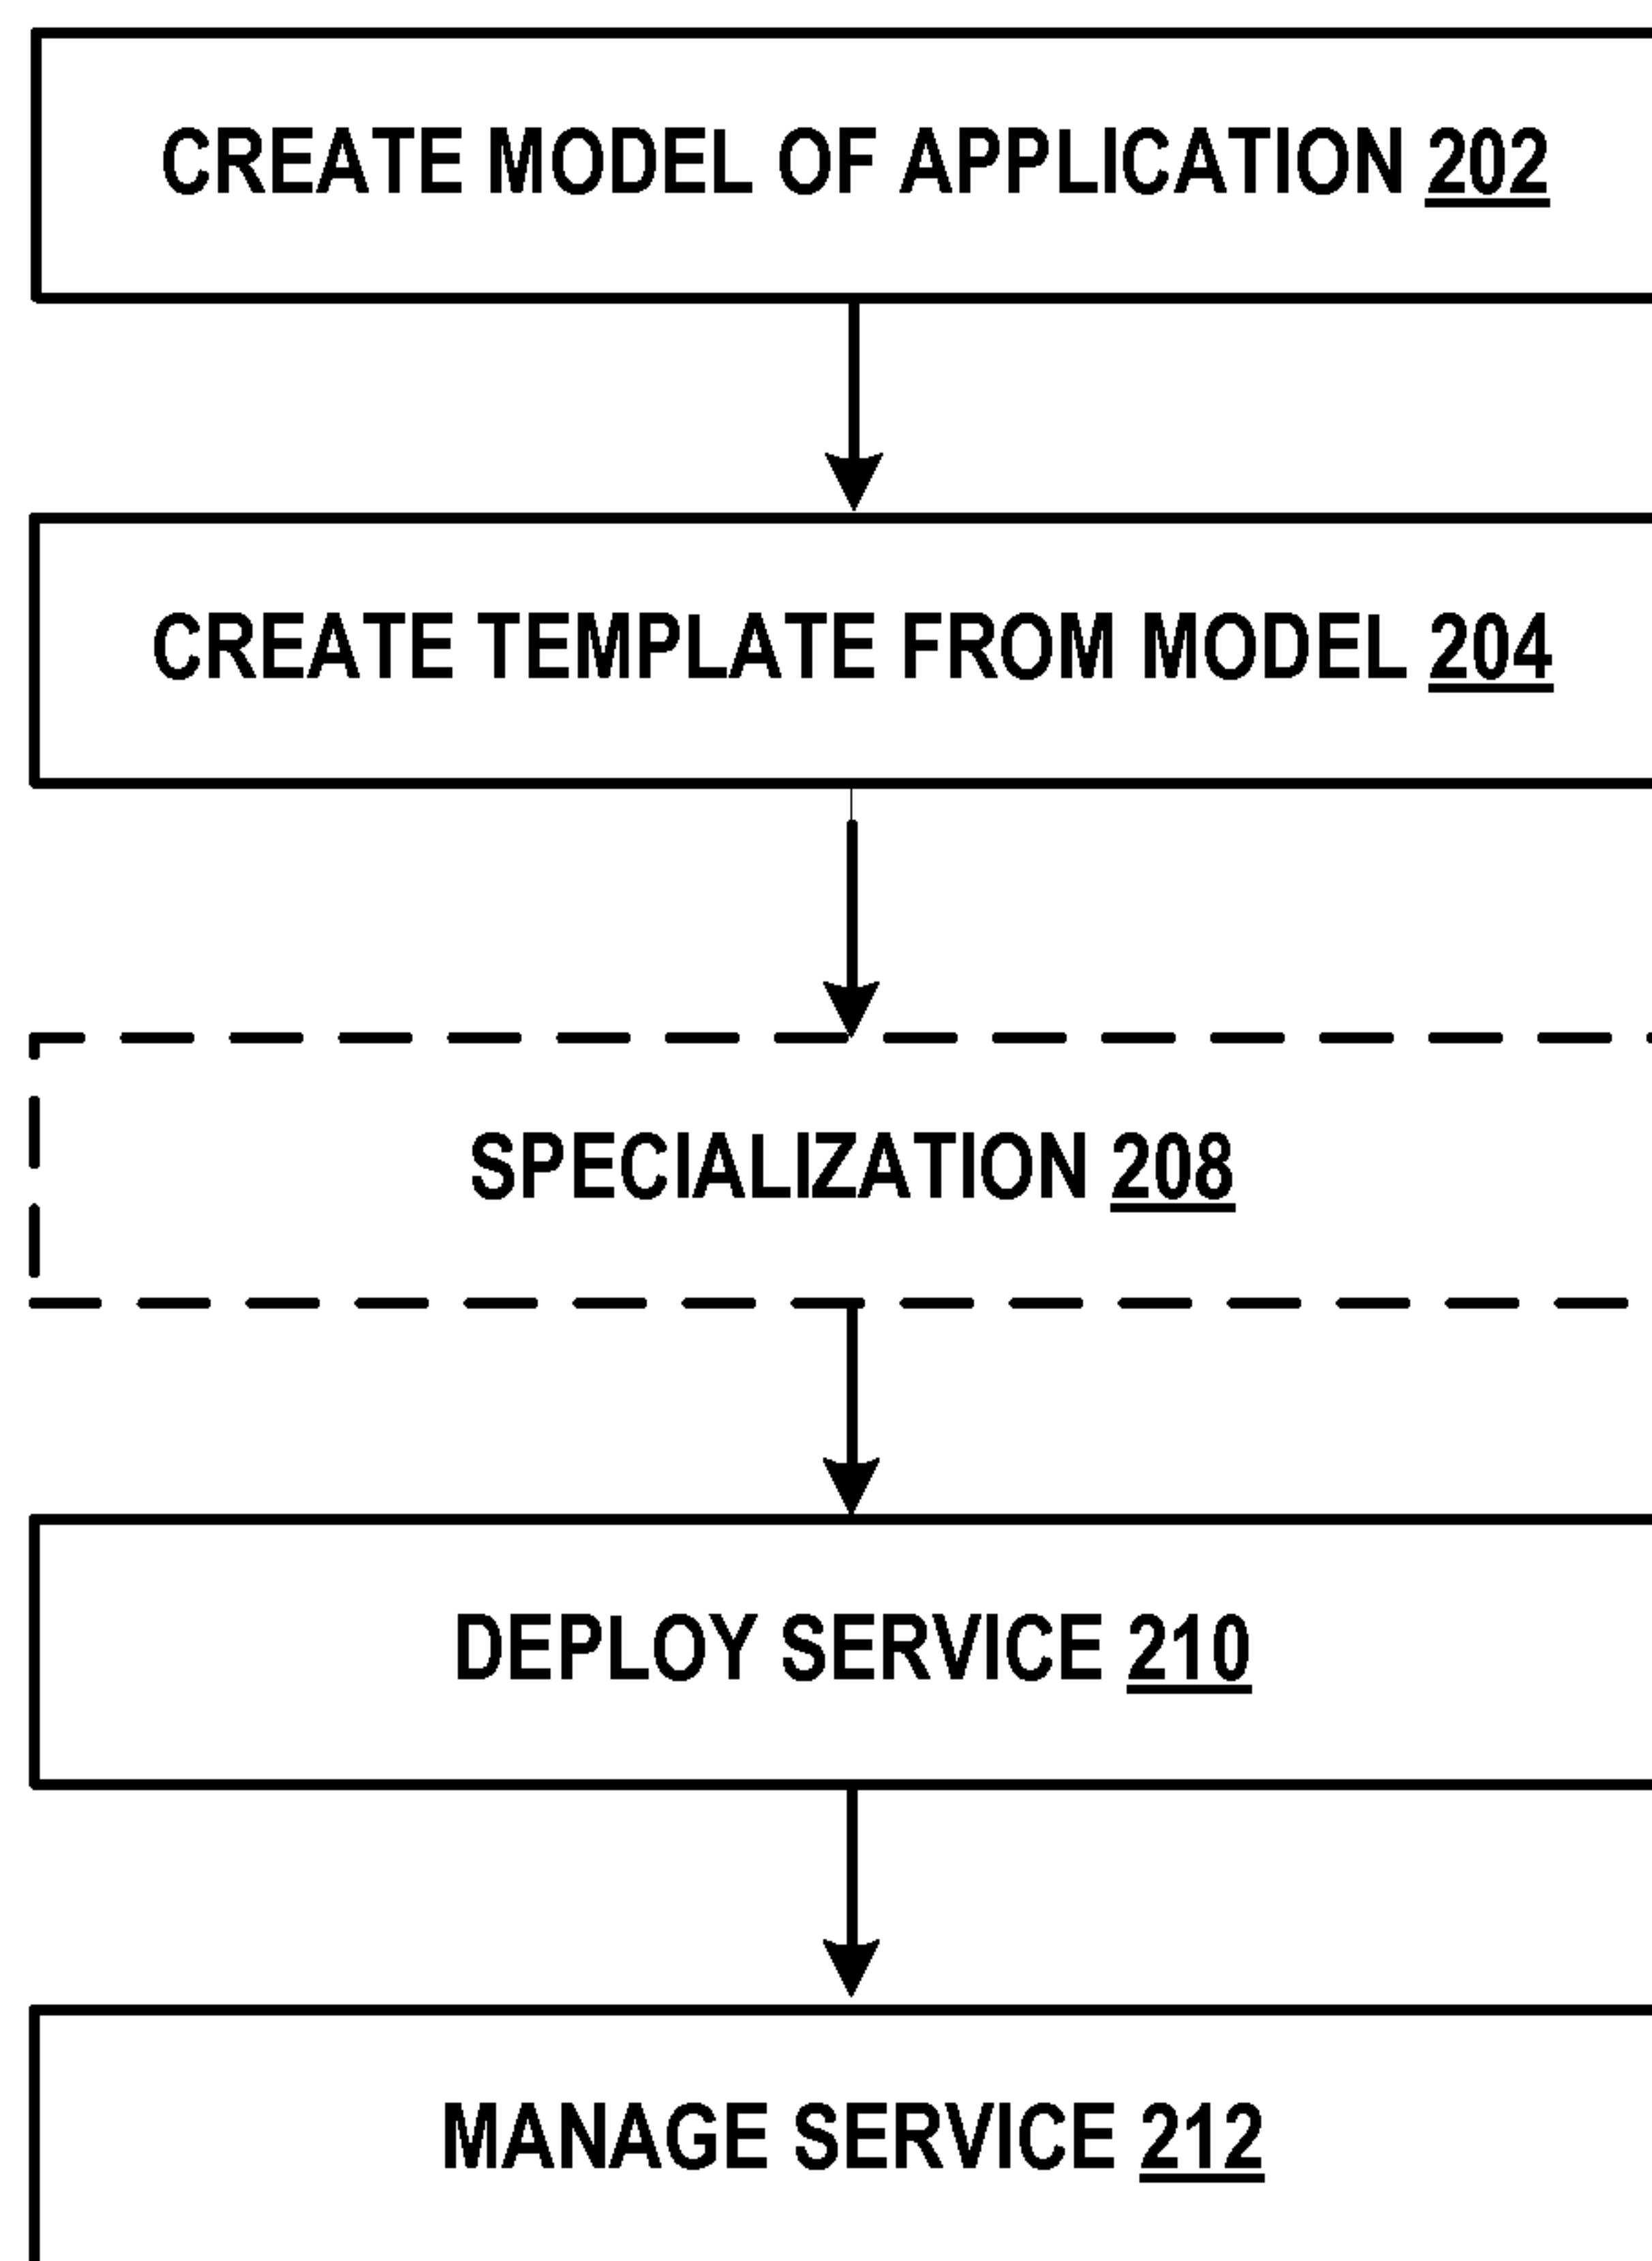 CREATE MODEL OF APPLICATION 202
CREATE TEMPLATE FROM MODEL 204
SPECIALIZATION 208
DEPLOY SERVICE 210
MANAGE SERVICE 212